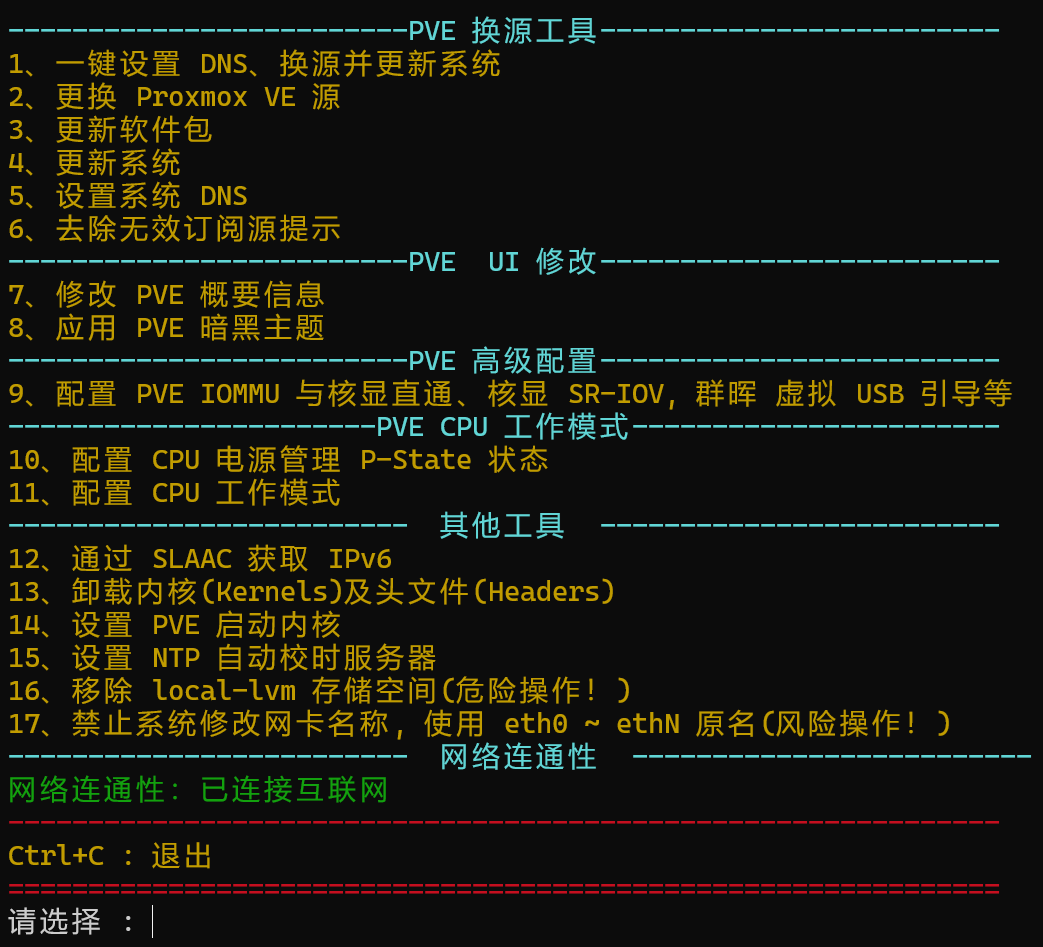 -------------------------PVE 换源工具-------------------------
1、一键设置 DNS、换源并更新系统
2、更换 Proxmox VE 源
3、更新软件包
4、更新系统
5、设置系统 DNS
6、去除无效订阅源提示
-------------------------PVE  UI 修改-------------------------
7、修改 PVE 概要信息
8、应用 PVE 暗黑主题
-------------------------PVE 高级配置-------------------------
9、配置 PVE IOMMU 与核显直通、核显 SR-IOV, 群晖 虚拟 USB 引导等
-----------------------PVE CPU 工作模式-----------------------
10、配置 CPU 电源管理 P-State 状态
11、配置 CPU 工作模式
-------------------------  其他工具  -------------------------
12、通过 SLAAC 获取 IPv6
13、卸载内核(Kernels)及头文件(Headers)
14、设置 PVE 启动内核
15、设置 NTP 自动校时服务器
16、移除 local-lvm 存储空间(危险操作！)
17、禁止系统修改网卡名称, 使用 eth0 ~ ethN 原名(风险操作！)
-------------------------  网络连通性  -------------------------
网络连通性: 已连接互联网
--------------------------------------------------------------
Ctrl+C : 退出
==============================================================
请选择 :